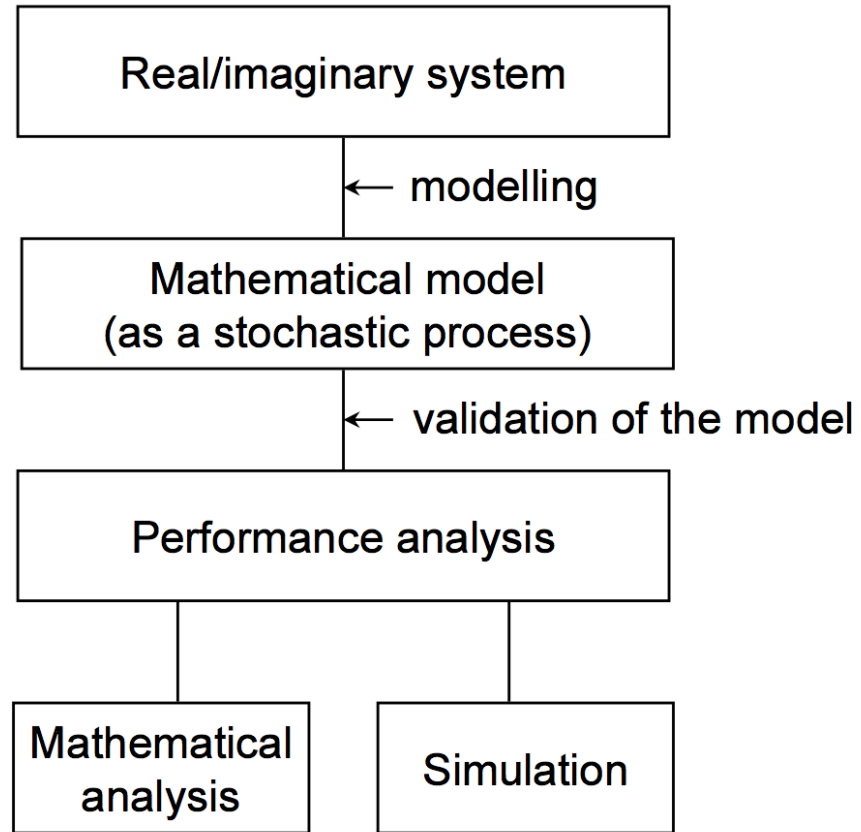 Real/imaginary system
modelling
Mathematical model
(as a stochastic process)
validation of the model
Performance analysis
Mathematical
analysis
Simulation